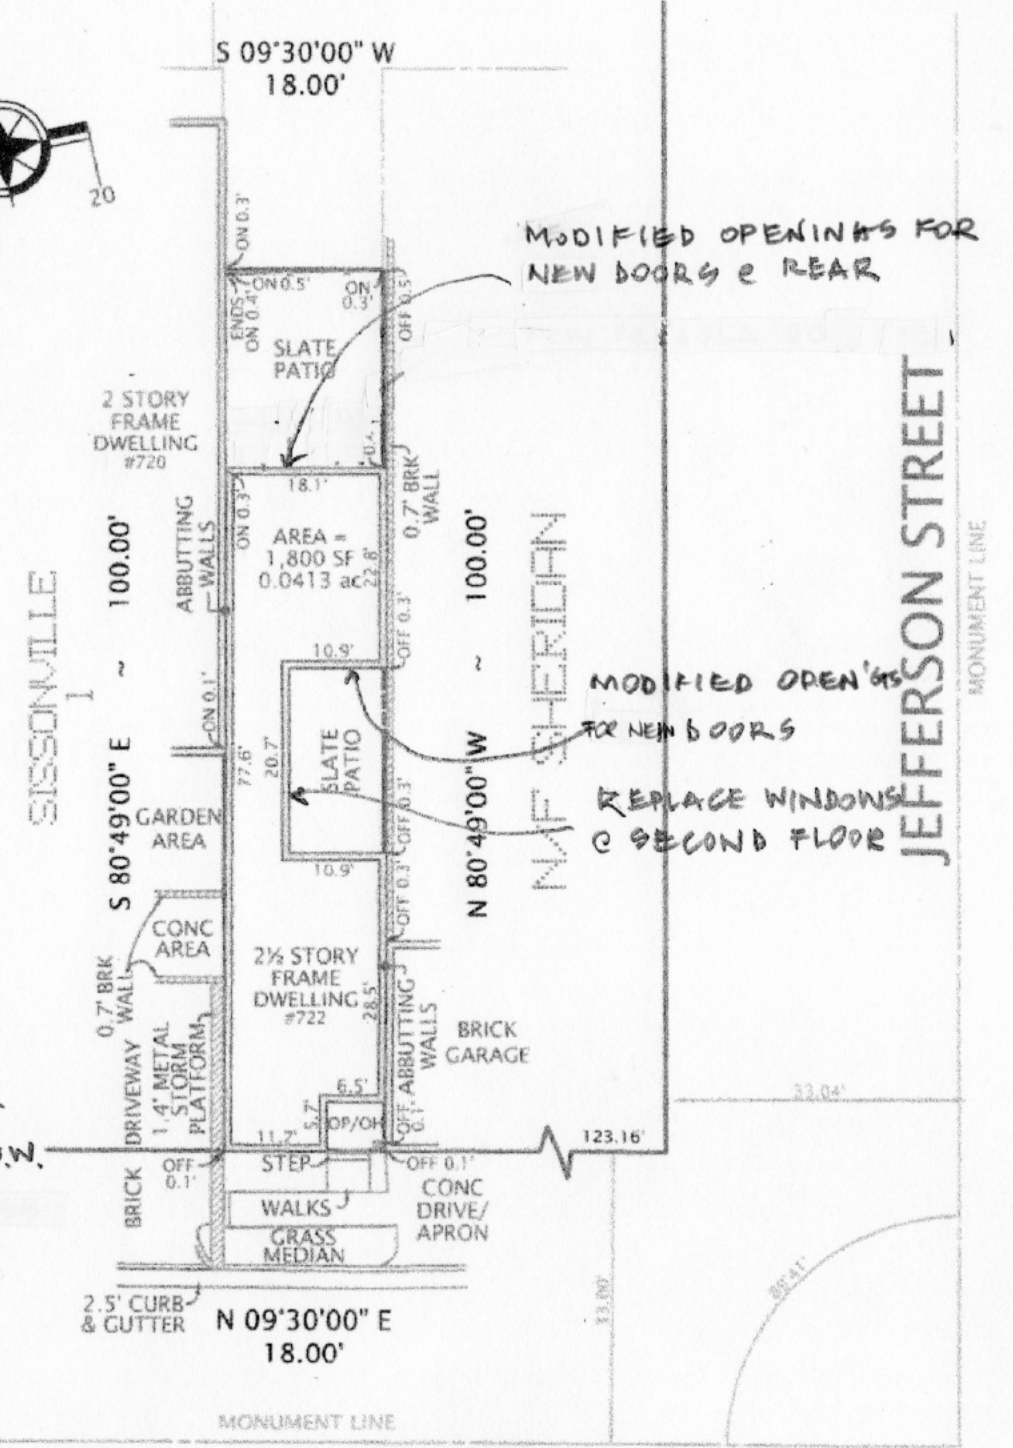 S 09°30'00" W
18.00'
20
ON 0.3'
MODIFIED OPENINGS FOR
NEW DOORS @ REAR
ENDS
ON 0.4'
ON 0.5'
ON
0.3'
OFF 0.5'
SLATE
PATIO
2 STORY
FRAME
DWELLING
#720
0.7' BRK
WALL
18.1'
ON 0.3'
ABBUTTING
WALLS
AREA =
1,800 SF
0.0413 ac
22.8'
S 80°49'00" E ~ 100.00'
N 80°49'00" W ~ 100.00'
SISSONVILLE
1
N/F SHERIDAN
JEFFERSON STREET
MONUMENT LINE
OFF 0.3'
10.9'
MODIFIED OPEN'GS
FOR NEW DOORS
ON 0.1'
77.6'
20.7'
SLATE
PATIO
OFF 0.3'
REPLACE WINDOWS
@ SECOND FLOOR
GARDEN
AREA
10.9'
OFF 0.3'
CONC
AREA
2½ STORY
FRAME
DWELLING
#722
28.5'
0.7' BRK
WALL
ABBUTTING
WALLS
BRICK
GARAGE
BRICK DRIVEWAY
1.4' METAL
STORM
PLATFORM
6.5'
5.7'
OP/OH
OFF
0.1'
33.04'
11.7'
123.16'
.W.
OFF
0.1'
STEP
OFF 0.1'
WALKS
CONC
DRIVE/
APRON
GRASS
MEDIAN
2.5' CURB
& GUTTER
N 09°30'00" E
18.00'
33.00'
MONUMENT LINE